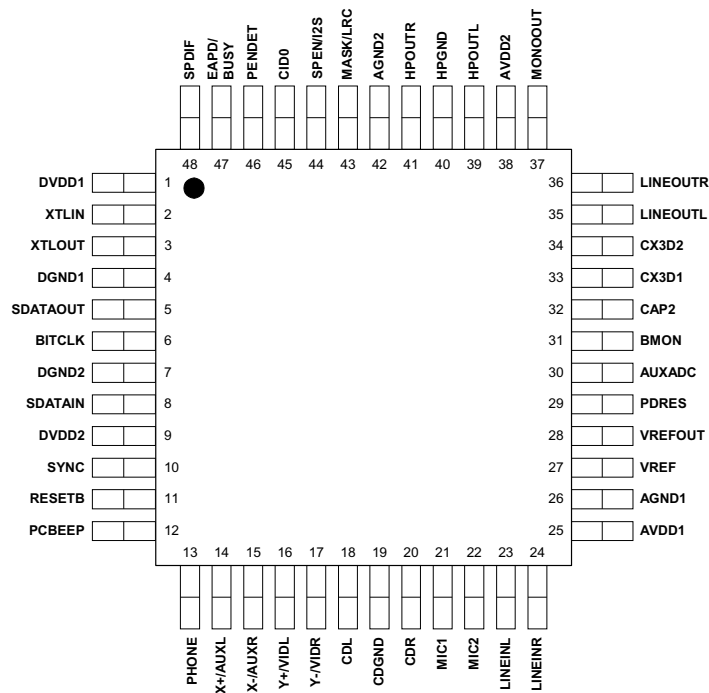 SPDIF
EAPD/
BUSY
PENDET
CID0
SPEN/I2S
MASK/LRC
AGND2
HPOUTR
HPGND
HPOUTL
AVDD2
MONOOUT
48 47 46 45 44 43 42 41 40 39 38 37
DVDD1 1
36 LINEOUTR
XTLIN 2
35 LINEOUTL
XTLOUT 3
34 CX3D2
DGND1 4
33 CX3D1
SDATAOUT 5
32 CAP2
BITCLK 6
31 BMON
DGND2 7
30 AUXADC
SDATAIN 8
29 PDRES
DVDD2 9
28 VREFOUT
SYNC 10
27 VREF
RESETB 11
26 AGND1
PCBEEP 12
25 AVDD1
13 14 15 16 17 18 19 20 21 22 23 24
PHONE
X+/AUXL
X-/AUXR
Y+/VIDL
Y-/VIDR
CDL
CDGND
CDR
MIC1
MIC2
LINEINL
LINEINR